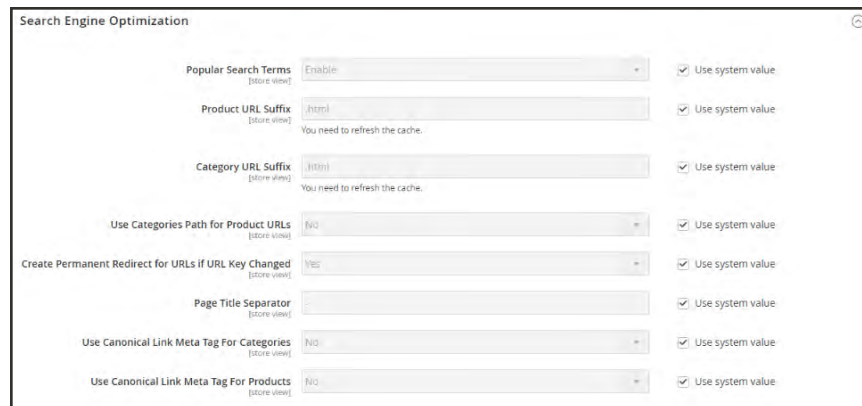 Search Engine Optimization
Popular Search Terms Enable Use system value
[store view]
Product URL Suffix .html Use system value
[store view]
You need to refresh the cache.
Category URL Suffix .html Use system value
[store view]
You need to refresh the cache.
Use Categories Path for Product URLs No Use system value
[store view]
Create Permanent Redirect for URLs if URL Key Changed Yes Use system value
[store view]
Page Title Separator - Use system value
[store view]
Use Canonical Link Meta Tag For Categories No Use system value
[store view]
Use Canonical Link Meta Tag For Products No Use system value
[store view]